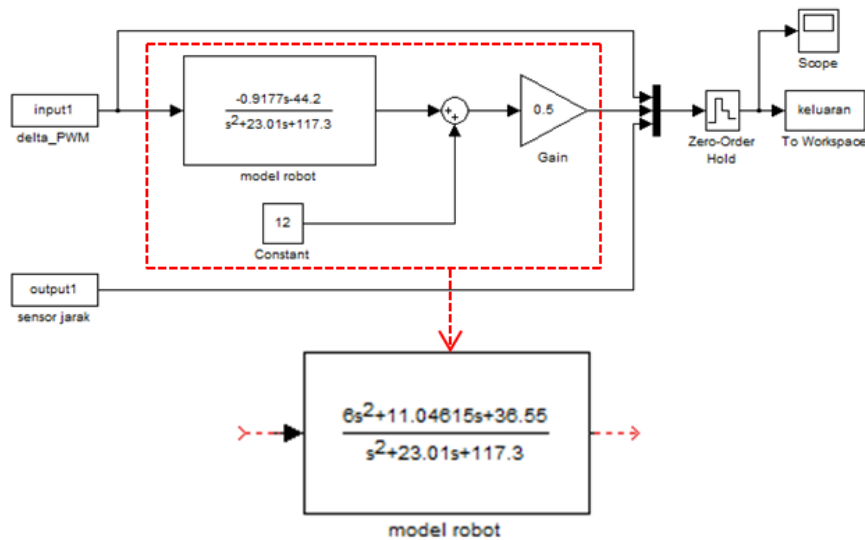 Scope
input1
delta_PWM
-0.9177s-44.2
s2+23.01s+117.3
model robot
+
+
0.5
Gain
Zero-Order
Hold
keluaran
To Workspace
12
Constant
output1
sensor jarak
6s2+11.04615s+36.55
s2+23.01s+117.3
model robot